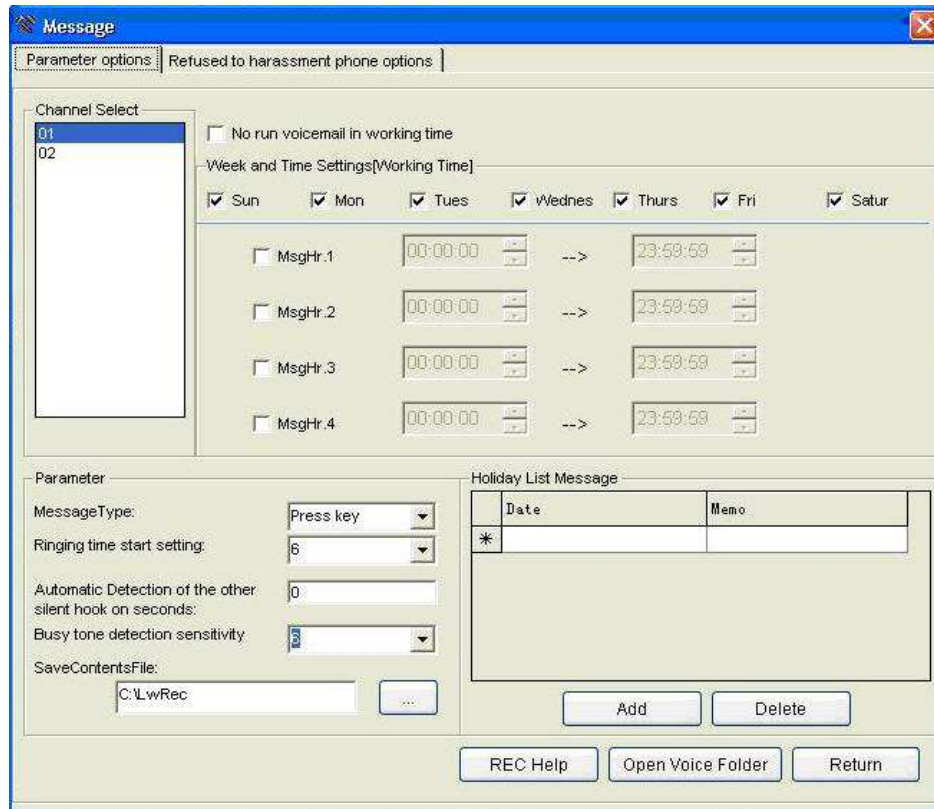 Message
Parameter options Refused to harassment phone options
Channel Select
01
02
No run voicemail in working time
Week and Time Settings[Working Time]
Sun Mon Tues Wednes Thurs Fri Satur
MsgHr.1 00:00:00 --> 23:59:59
MsgHr.2 00:00:00 --> 23:59:59
MsgHr.3 00:00:00 --> 23:59:59
MsgHr.4 00:00:00 --> 23:59:59
Parameter
MessageType: Press key
Ringing time start setting: 6
Automatic Detection of the other
silent hook on seconds: 0
Busy tone detection sensitivity 6
SaveContentsFile:
C:\LwRec ...
Holiday List Message
Date Memo
Add Delete
REC Help Open Voice Folder Return